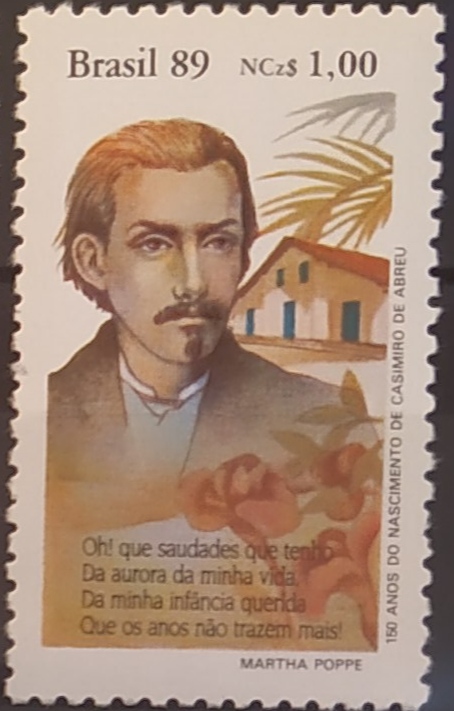 Brasil 89 NCz$ 1,00
150 ANOS DO NASCIMENTO DE CASIMIRO DE ABREU
Oh! que saudades que tenho
Da aurora da minha vida,
Da minha infância querida
Que os anos não trazem mais!
MARTHA POPPE